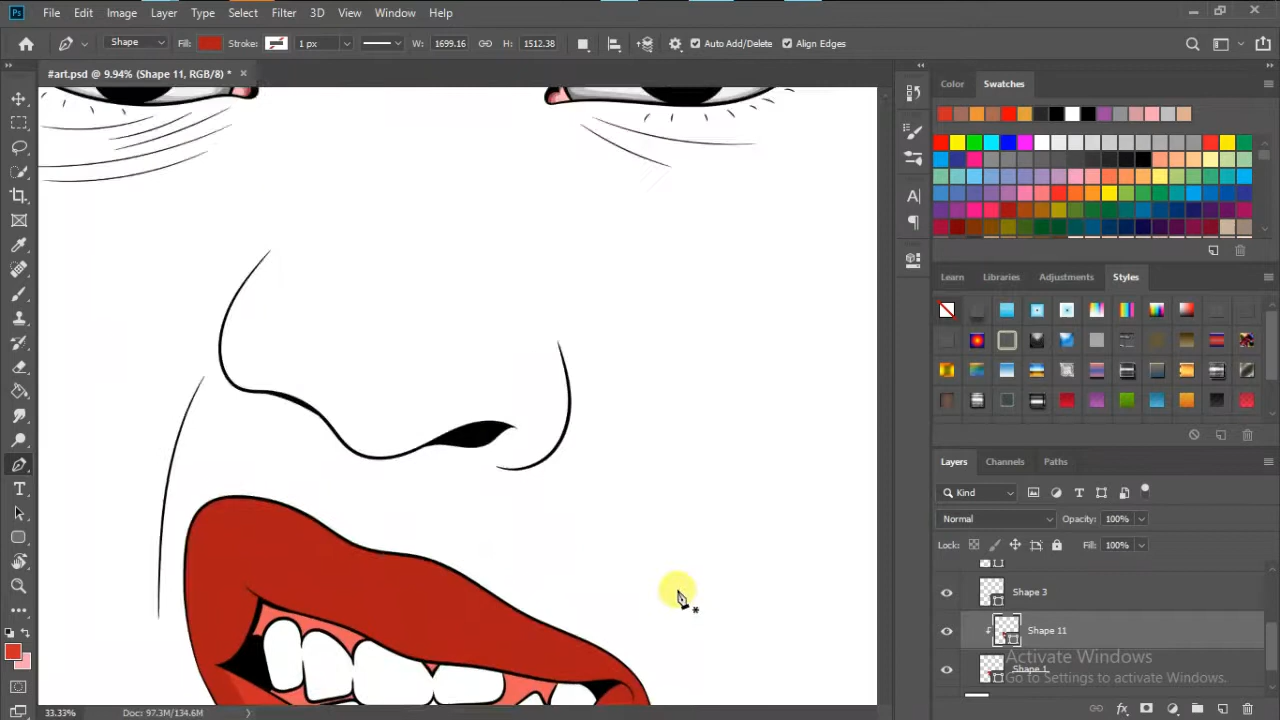 Ps File Edit Image Layer Type Select Filter 3D View Window Help
Shape Fill: Stroke: 1 px W: 1699.16 H: 1512.38 Auto Add/Delete Align Edges
#art.psd @ 9.94% (Shape 11, RGB/8) * ×
Color Swatches
Learn Libraries Adjustments Styles
Layers Channels Paths
Kind
Normal Opacity: 100%
Lock: Fill: 100%
Shape 3
Shape 11
Shape 1
Activate Windows
Go to Settings to activate Windows.
33.33% Doc: 97.3M/134.6M